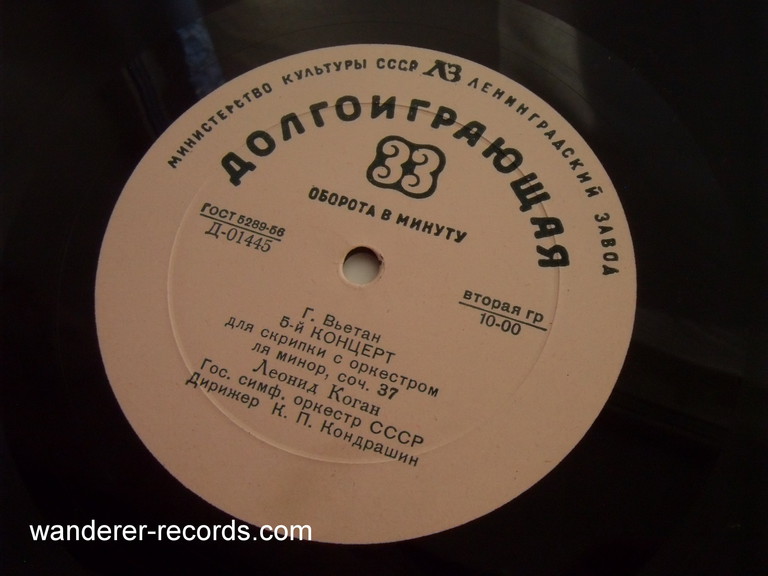 МИНИСТЕРСТВО КУЛЬТУРЫ СССР ЛЗ ЛЕНИНГРАДСКИЙ ЗАВОД
ДОЛГОИГРАЮЩАЯ
33
ОБОРОТА В МИНУТУ
ГОСТ 5289-56
Д-01445
вторая гр
10-00
Г. Вьетан
5-й КОНЦЕРТ
для скрипки с оркестром
ля минор, соч. 37
Леонид Коган
Гос. симф. оркестр СССР
Дирижер К. П. Кондрашин
wanderer-records.com